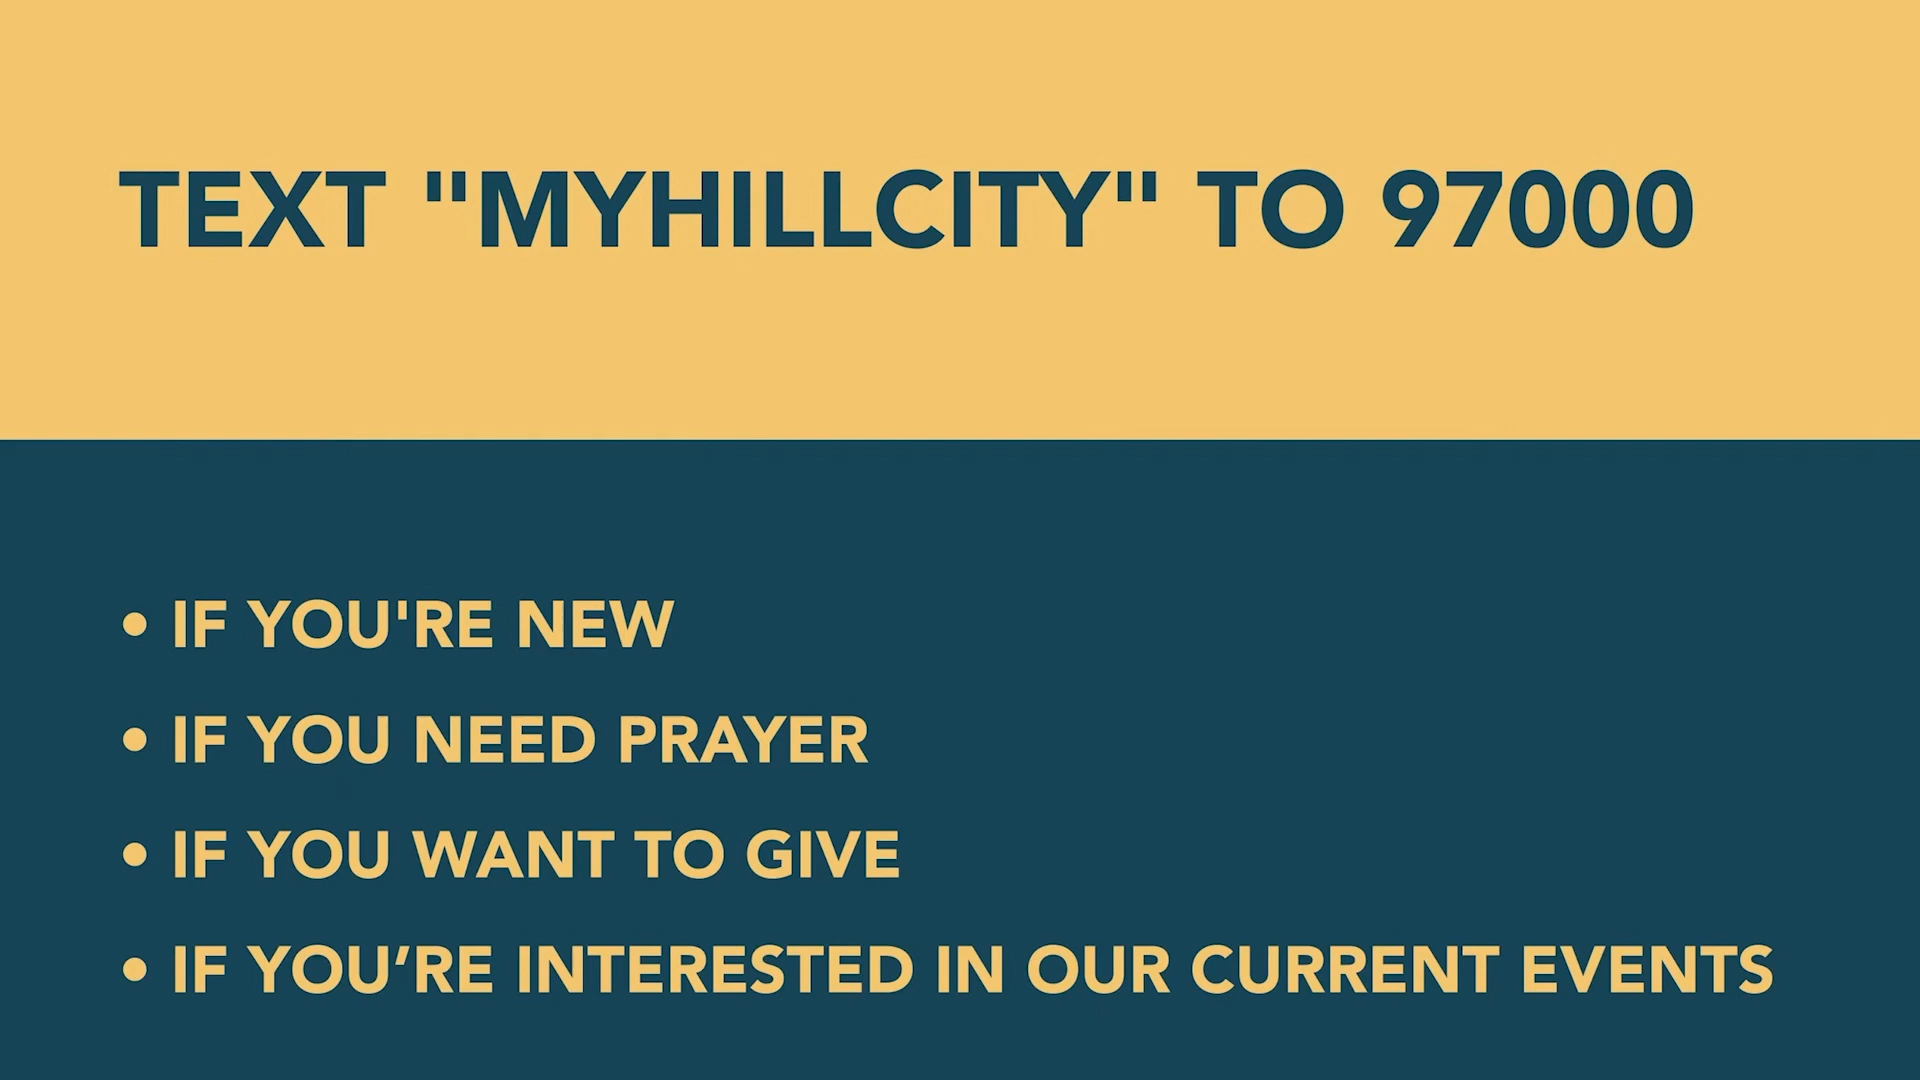 TEXT "MYHILLCITY" TO 97000
• IF YOU'RE NEW
• IF YOU NEED PRAYER
• IF YOU WANT TO GIVE
• IF YOU’RE INTERESTED IN OUR CURRENT EVENTS